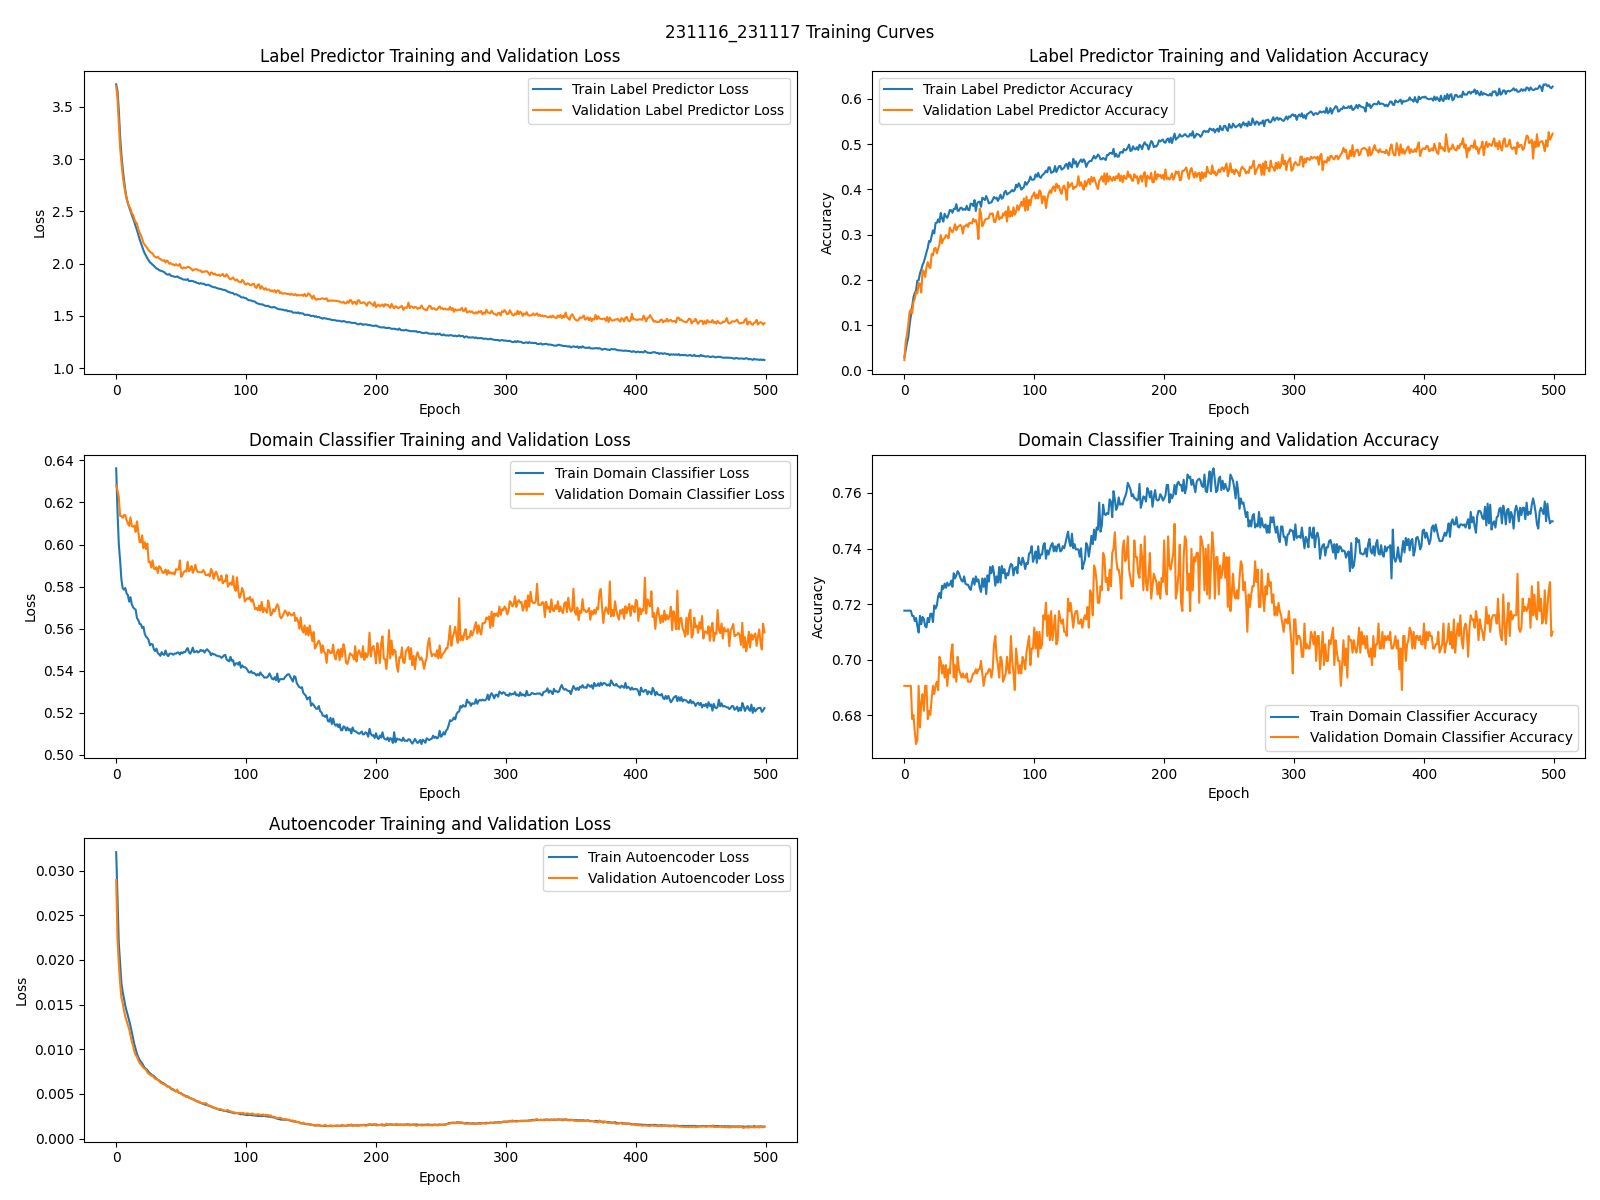 231116_231117 Training Curves
Label Predictor Training and Validation Loss
Train Label Predictor Loss
Validation Label Predictor Loss
3.5
3.0
2.5
2.0
1.5
1.0
Loss
0 100 200 300 400 500
Epoch
Label Predictor Training and Validation Accuracy
Train Label Predictor Accuracy
Validation Label Predictor Accuracy
0.6
0.5
0.4
0.3
0.2
0.1
0.0
Accuracy
0 100 200 300 400 500
Epoch
Domain Classifier Training and Validation Loss
Train Domain Classifier Loss
Validation Domain Classifier Loss
0.64
0.62
0.60
0.58
0.56
0.54
0.52
0.50
Loss
0 100 200 300 400 500
Epoch
Domain Classifier Training and Validation Accuracy
0.76
0.74
0.72
0.70
0.68
Accuracy
Train Domain Classifier Accuracy
Validation Domain Classifier Accuracy
0 100 200 300 400 500
Epoch
Autoencoder Training and Validation Loss
Train Autoencoder Loss
Validation Autoencoder Loss
0.030
0.025
0.020
0.015
0.010
0.005
0.000
Loss
0 100 200 300 400 500
Epoch